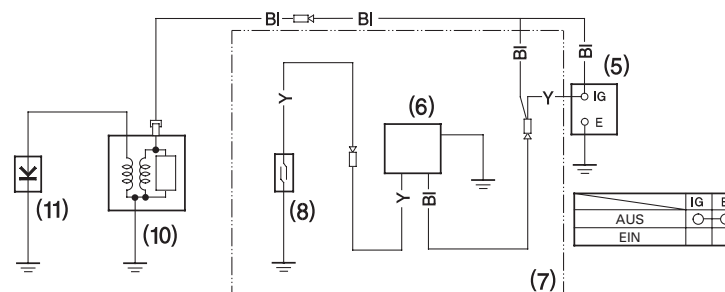 Bl
Bl
Bl
Bl
(5)
Y
(6)
Y
IG
E
(11)
(10)
(8)
Y
Bl
(7)
IG E
AUS
EIN